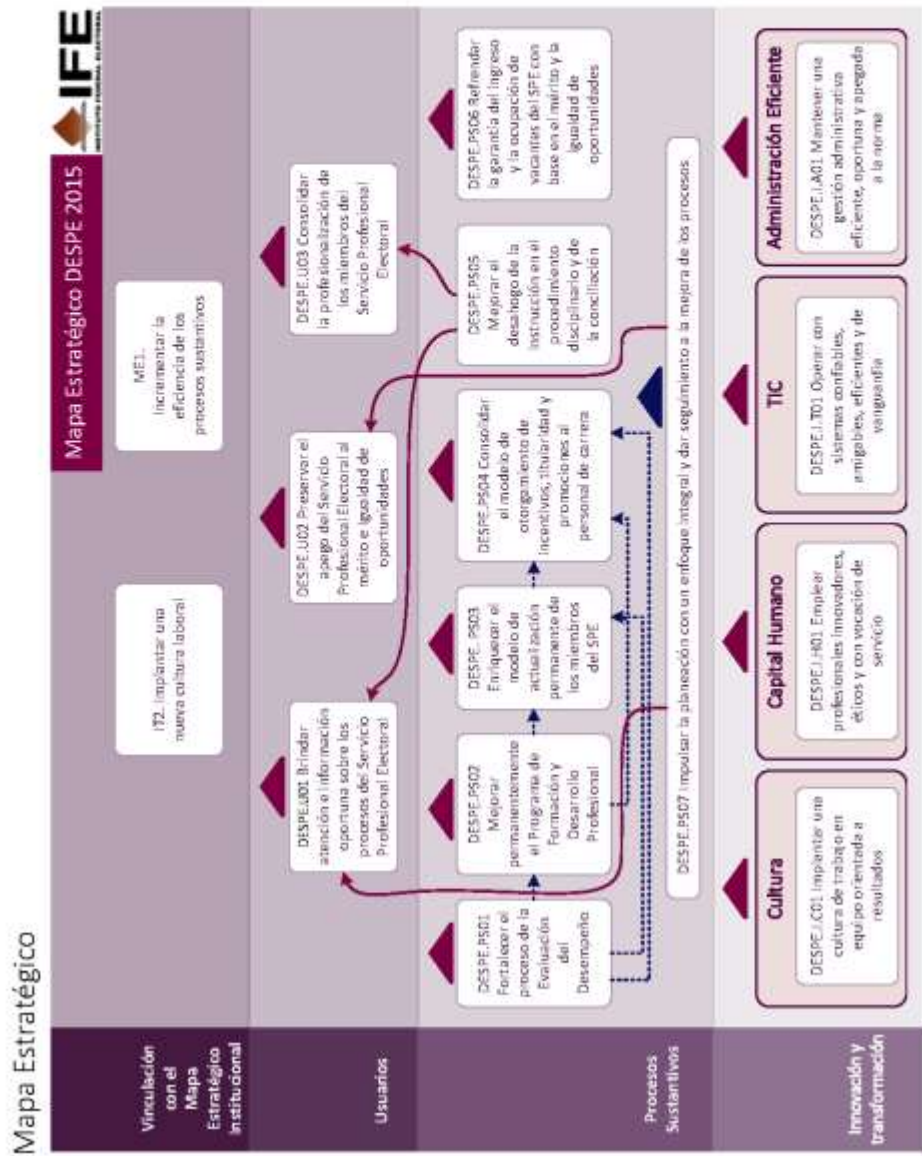 Mapa Estratégico
Mapa Estratégico DESPE 2015
IFE
INSTITUTO FEDERAL ELECTORAL
Vinculación
con el
Mapa
Estratégico
Institucional
IT2. Implantar una
nueva cultura laboral
ME1.
Incrementar la
eficiencia de los
procesos sustantivos
Usuarios
DESPE.U01 Brindar
atención e información
oportuna sobre los
procesos del Servicio
Profesional Electoral
DESPE.U02 Preservar el
apego del Servicio
Profesional Electoral al
mérito e igualdad de
oportunidades
DESPE.U03 Consolidar
la profesionalización de
los miembros del
Servicio Profesional
Electoral
Procesos
Sustantivos
DESPE.PS01
Fortalecer el
proceso de la
Evaluación
del
Desempeño
DESPE.PS02
Mejorar
permanentemente
el Programa de
Formación y
Desarrollo
Profesional
DESPE. PS03
Enriquecer el
modelo de
actualización
permanente de
los miembros
del SPE
DESPE.PS04 Consolidar
el modelo de
otorgamiento de
incentivos, titularidad y
promociones al
personal de carrera
DESPE.PS05
Mejorar el
desahogo de la
instrucción en el
procedimiento
disciplinario y de
la conciliación
DESPE.PS06 Refrendar
la garantía del ingreso
y la ocupación de
vacantes del SPE con
base en el mérito y la
igualdad de
oportunidades
DESPE.PS07 Impulsar la planeación con un enfoque integral y dar seguimiento a la mejora de los procesos
Innovación y
transformación
Cultura
DESPE.I.C01 Implantar una
cultura de trabajo en
equipo orientada a
resultados
Capital Humano
DESPE.I.H01 Emplear
profesionales innovadores,
éticos y con vocación de
servicio
TIC
DESPE.I.T01 Operar con
sistemas confiables,
amigables, eficientes y de
vanguardia
Administración Eficiente
DESPE.I.A01 Mantener una
gestión administrativa
eficiente, oportuna y apegada
a la norma